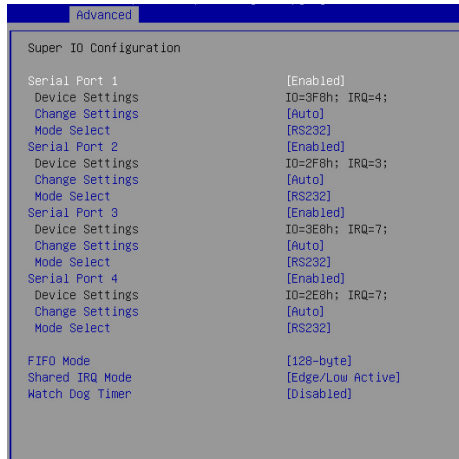 Advanced
Super IO Configuration
Serial Port 1 [Enabled]
Device Settings IO=3F8h; IRQ=4;
Change Settings [Auto]
Mode Select [RS232]
Serial Port 2 [Enabled]
Device Settings IO=2F8h; IRQ=3;
Change Settings [Auto]
Mode Select [RS232]
Serial Port 3 [Enabled]
Device Settings IO=3E8h; IRQ=7;
Change Settings [Auto]
Mode Select [RS232]
Serial Port 4 [Enabled]
Device Settings IO=2E8h; IRQ=7;
Change Settings [Auto]
Mode Select [RS232]
FIFO Mode [128-byte]
Shared IRQ Mode [Edge/Low Active]
Watch Dog Timer [Disabled]